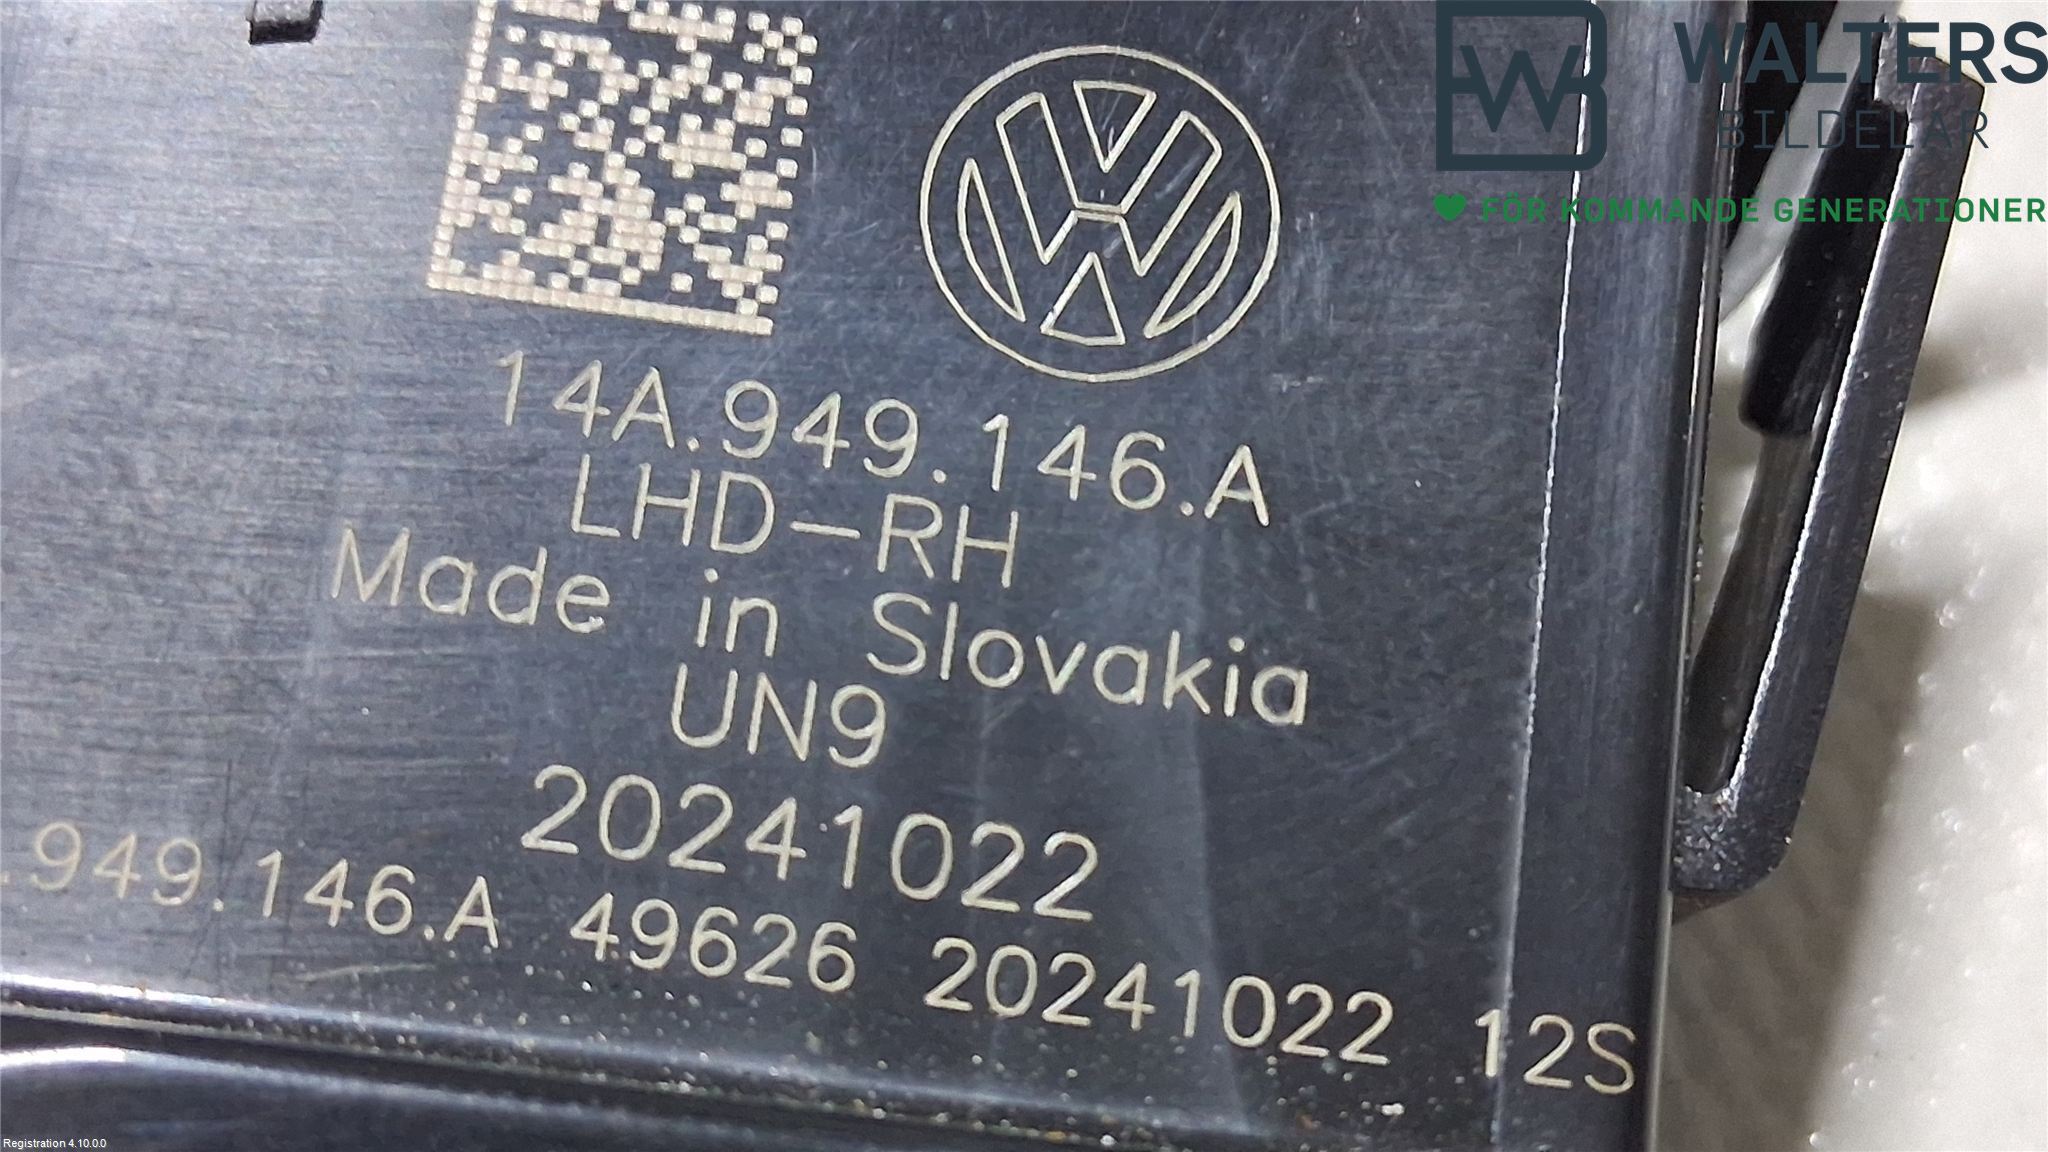 WALTERS
BILDELAR
FÖR KOMMANDE GENERATIONER
14A.949.146.A
LHD-RH
Made in Slovakia
UN9
20241022
.949.146.A 49626 20241022 12S
Registration 4.10.0.0